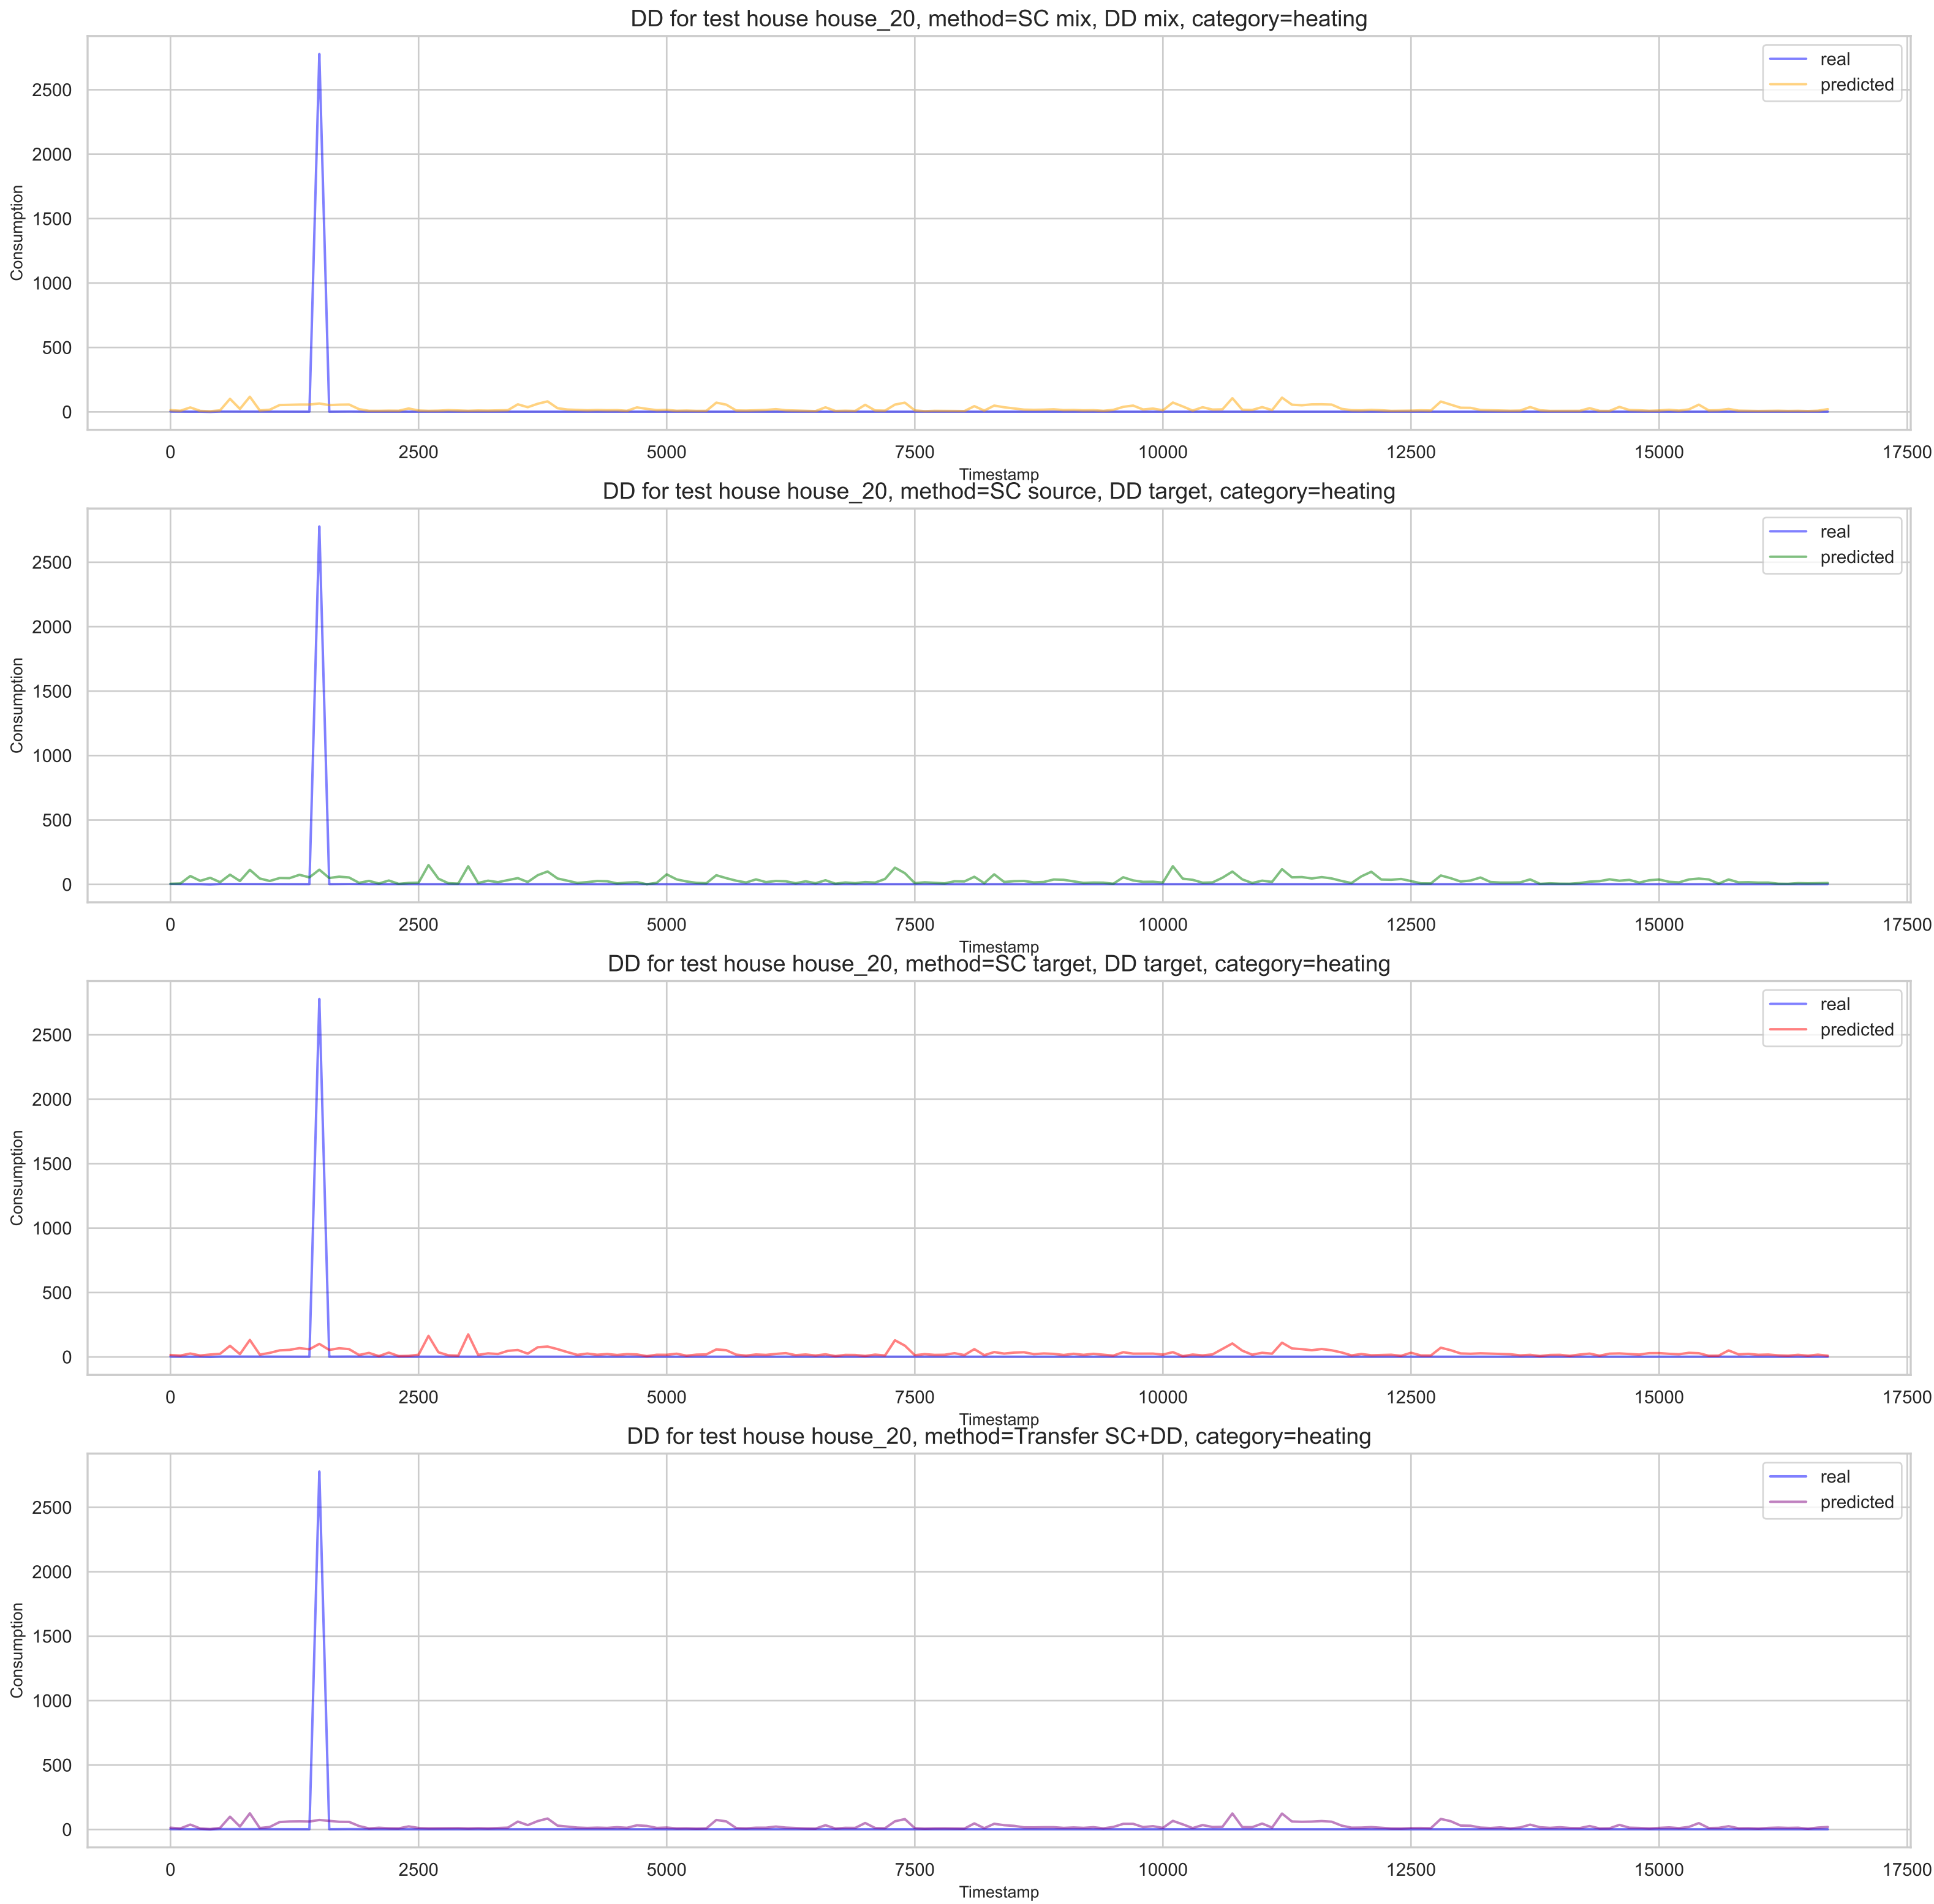 DD for test house house_20, method=SC mix, DD mix, category=heating
real
predicted
Consumption
2500
2000
1500
1000
500
0
0 2500 5000 7500 10000 12500 15000 17500
Timestamp
DD for test house house_20, method=SC source, DD target, category=heating
real
predicted
Consumption
2500
2000
1500
1000
500
0
0 2500 5000 7500 10000 12500 15000 17500
Timestamp
DD for test house house_20, method=SC target, DD target, category=heating
real
predicted
Consumption
2500
2000
1500
1000
500
0
0 2500 5000 7500 10000 12500 15000 17500
Timestamp
DD for test house house_20, method=Transfer SC+DD, category=heating
real
predicted
Consumption
2500
2000
1500
1000
500
0
0 2500 5000 7500 10000 12500 15000 17500
Timestamp